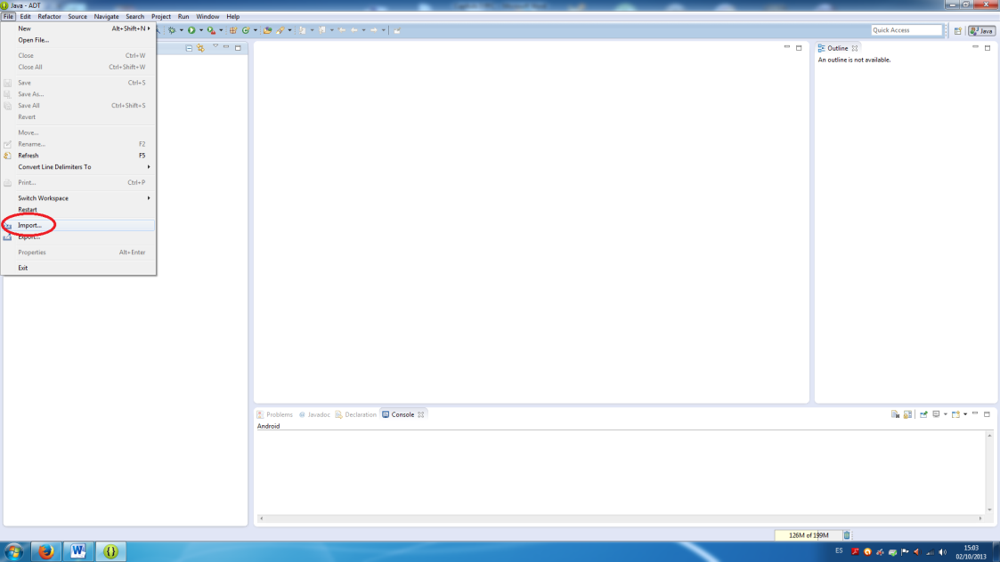 Java - ADT
File Edit Refactor Source Navigate Search Project Run Window Help
New Alt+Shift+N
Open File...
Close Ctrl+W
Close All Ctrl+Shift+W
Save Ctrl+S
Save As...
Save All Ctrl+Shift+S
Revert
Move...
Rename... F2
Refresh F5
Convert Line Delimiters To
Print... Ctrl+P
Switch Workspace
Restart
Import...
Export...
Properties Alt+Enter
Exit
Quick Access
Java
Outline
An outline is not available.
Problems Javadoc Declaration Console
Android
126M of 199M
ES
15:03
02/10/2013